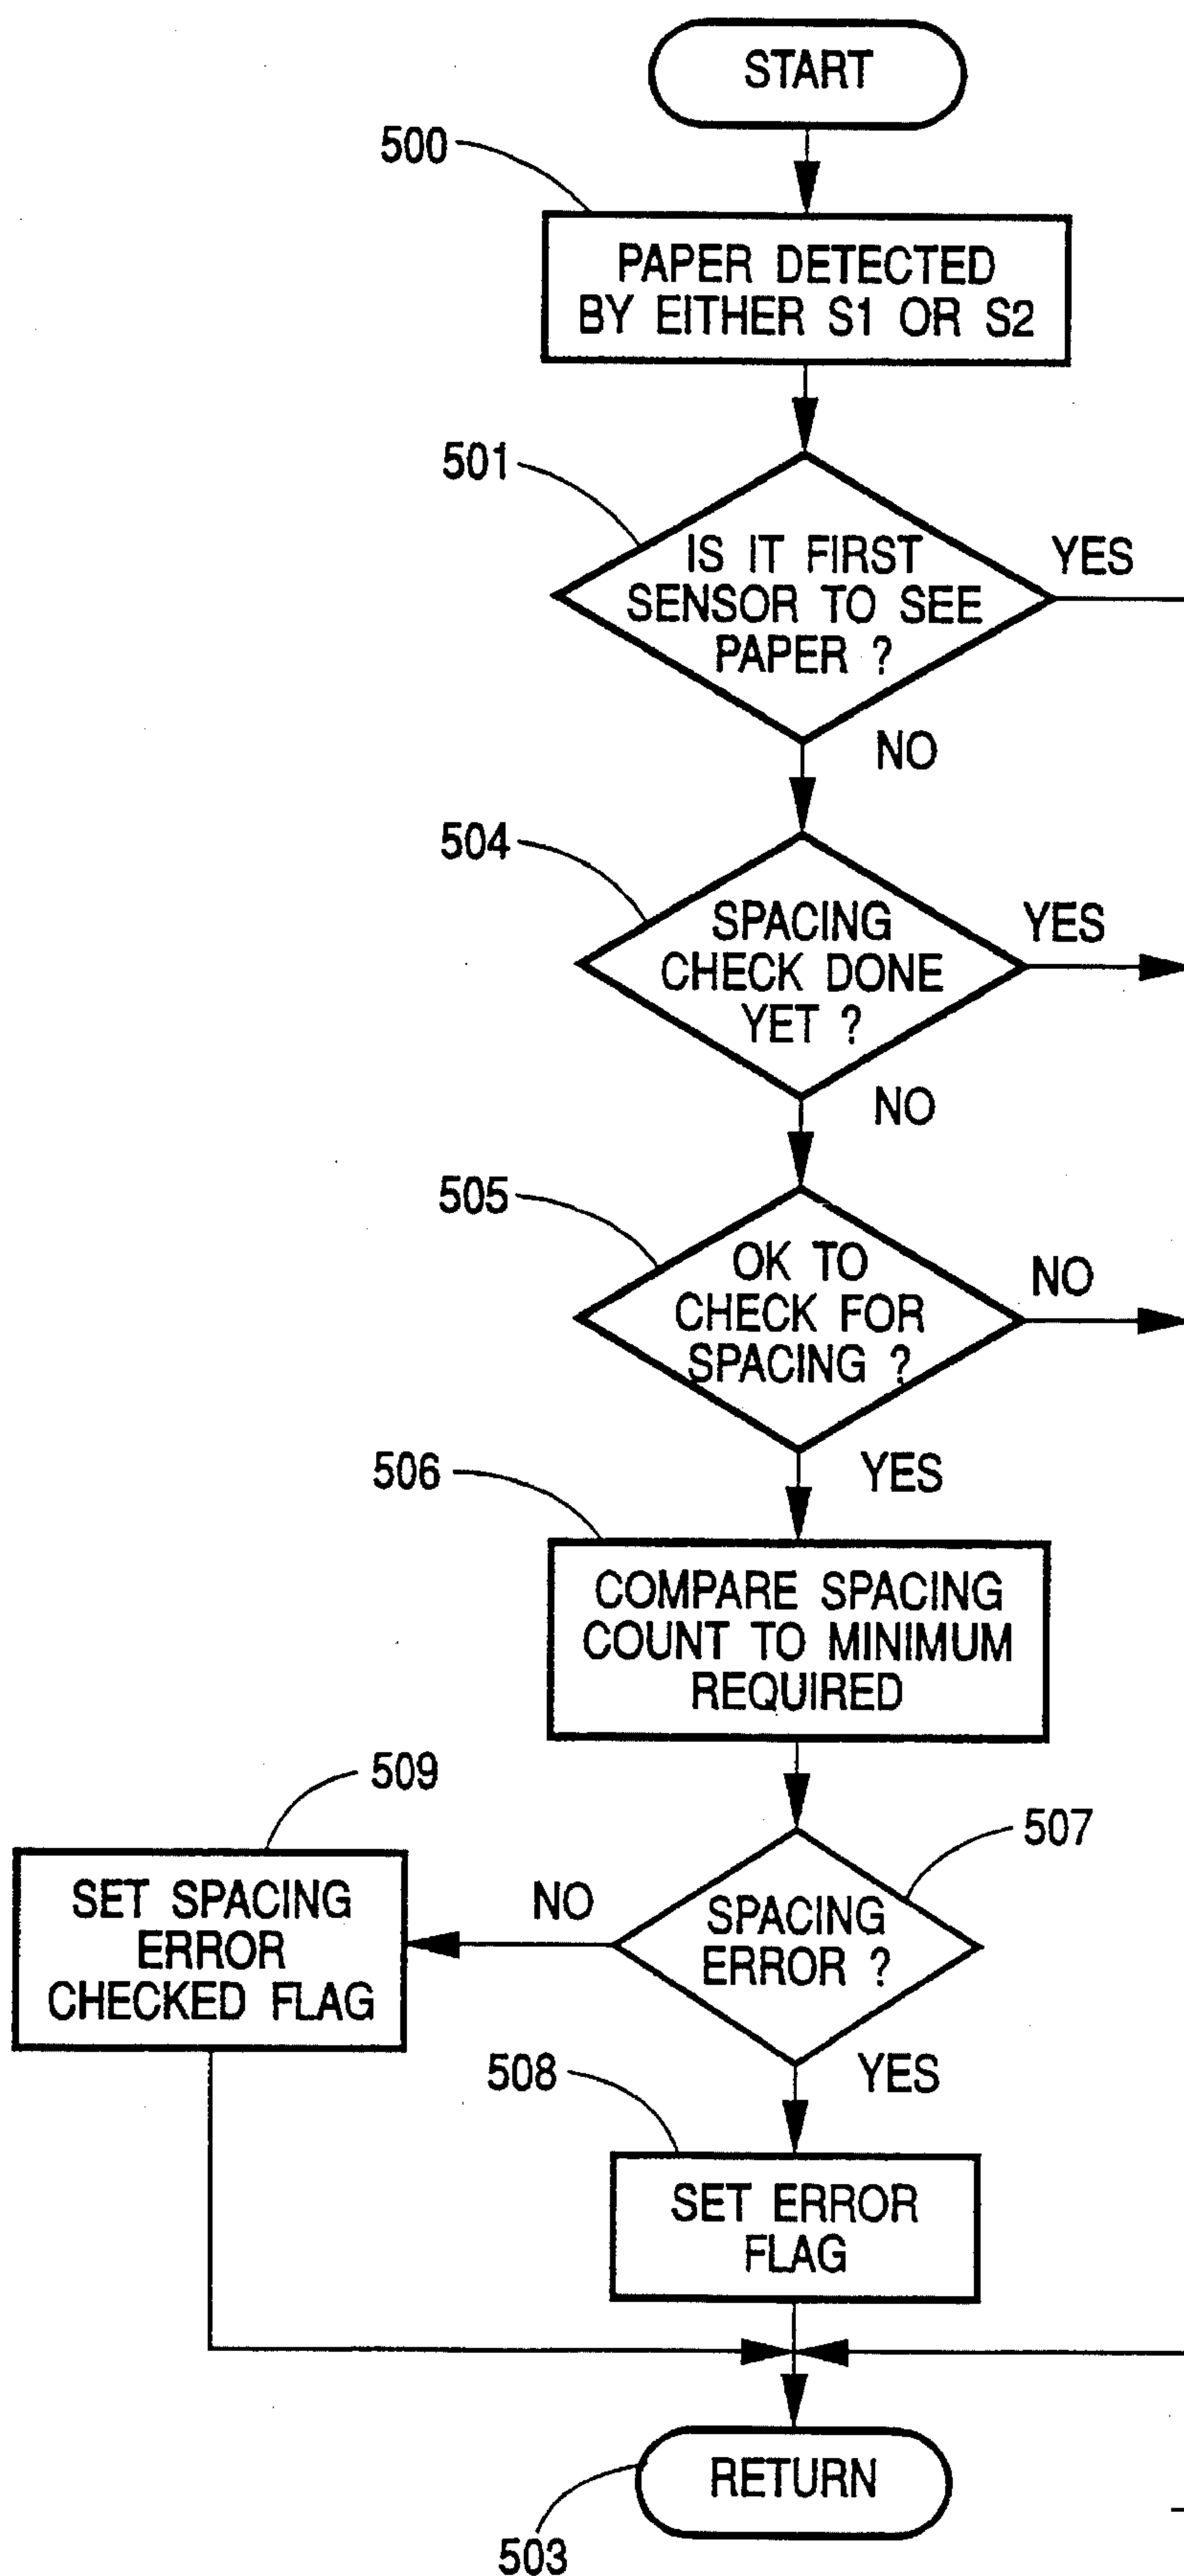 START
500
PAPER DETECTED
BY EITHER S1 OR S2
501
IS IT FIRST
SENSOR TO SEE
PAPER ?
YES
NO
504
SPACING
CHECK DONE
YET ?
YES
NO
505
OK TO
CHECK FOR
SPACING ?
NO
YES
506
COMPARE SPACING
COUNT TO MINIMUM
REQUIRED
509
507
SET SPACING
ERROR
CHECKED FLAG
NO
SPACING
ERROR ?
YES
508
SET ERROR
FLAG
RETURN
503